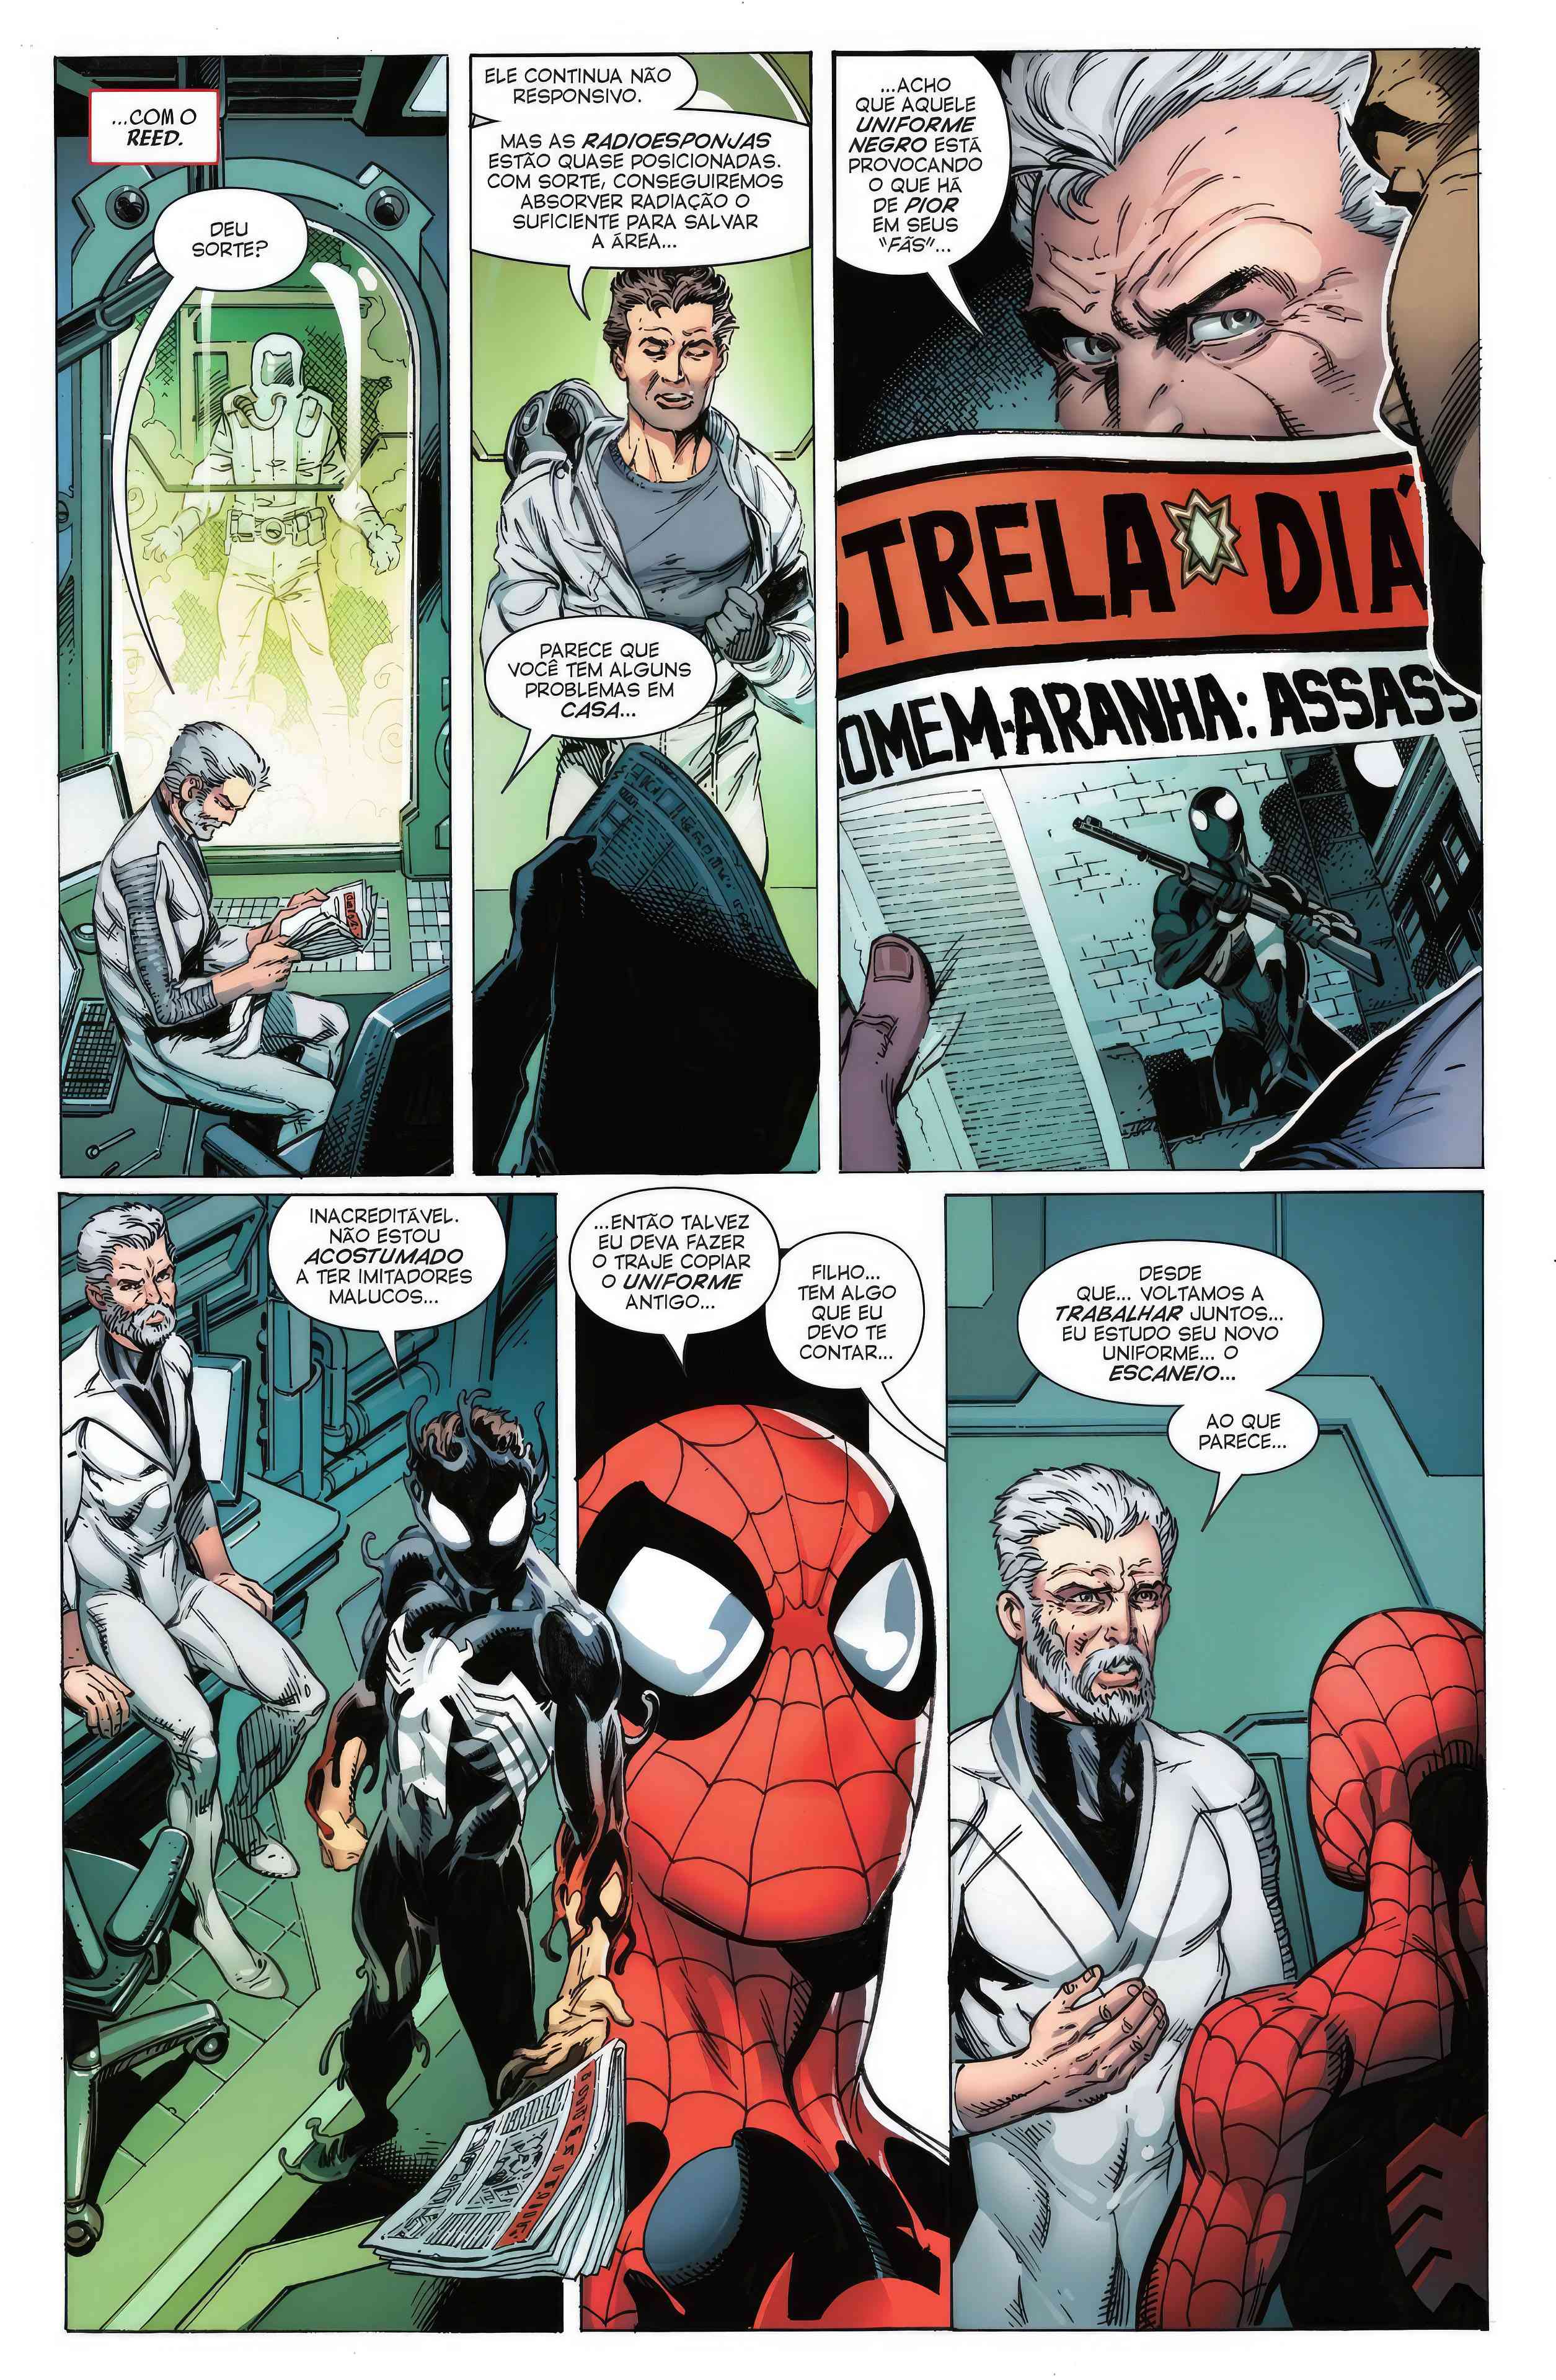 ...COM O
REED.
DEU
SORTE?
ELE CONTINUA NÃO
RESPONSIVO.
MAS AS RADIOESPONJAS
ESTÃO QUASE POSICIONADAS.
COM SORTE, CONSEGUIREMOS
ABSORVER RADIAÇÃO O
SUFICIENTE PARA SALVAR
A ÁREA...
PARECE QUE
VOCÊ TEM ALGUNS
PROBLEMAS EM
CASA...
...ACHO
QUE AQUELE
UNIFORME
NEGRO ESTÁ
PROVOCANDO
O QUE HÁ
DE PIOR
EM SEUS
"FÃS"...
STRELA DIÁ
OMEM-ARANHA: ASSASS
INACREDITÁVEL.
NÃO ESTOU
ACOSTUMADO
A TER IMITADORES
MALUCOS...
...ENTÃO TALVEZ
EU DEVA FAZER
O TRAJE COPIAR
O UNIFORME
ANTIGO...
FILHO...
TEM ALGO
QUE EU
DEVO TE
CONTAR...
DESDE
QUE... VOLTAMOS A
TRABALHAR JUNTOS...
EU ESTUDO SEU NOVO
UNIFORME... O
ESCANEIO...
AO QUE
PARECE...